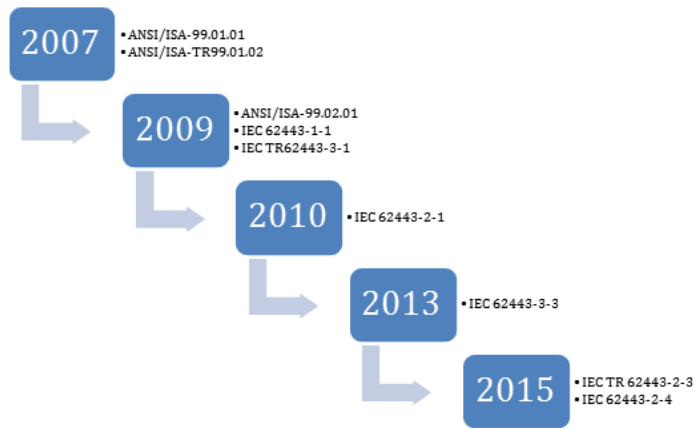 2007
• ANSI/ISA-99.01.01
• ANSI/ISA-TR99.01.02
2009
• ANSI/ISA-99.02.01
• IEC 62443-1-1
• IEC TR62443-3-1
2010
• IEC 62443-2-1
2013
• IEC 62443-3-3
2015
• IEC TR 62443-2-3
• IEC 62443-2-4